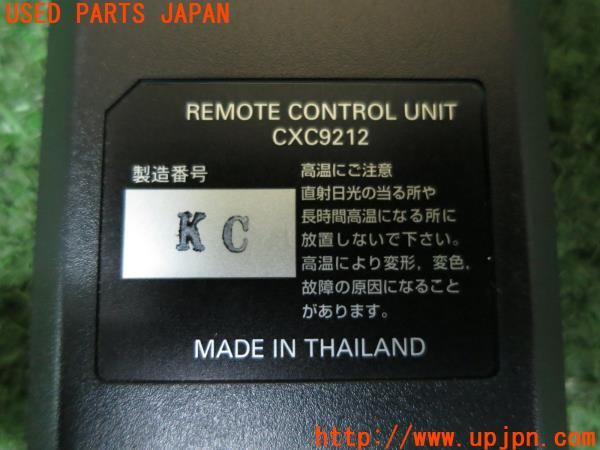 USED PARTS JAPAN
REMOTE CONTROL UNIT
CXC9212
製造番号
K C
高温にご注意
直射日光の当る所や
長時間高温になる所に
放置しないで下さい。
高温により変形，変色，
故障の原因になること
があります。
MADE IN THAILAND
http://www.upjpn.com/